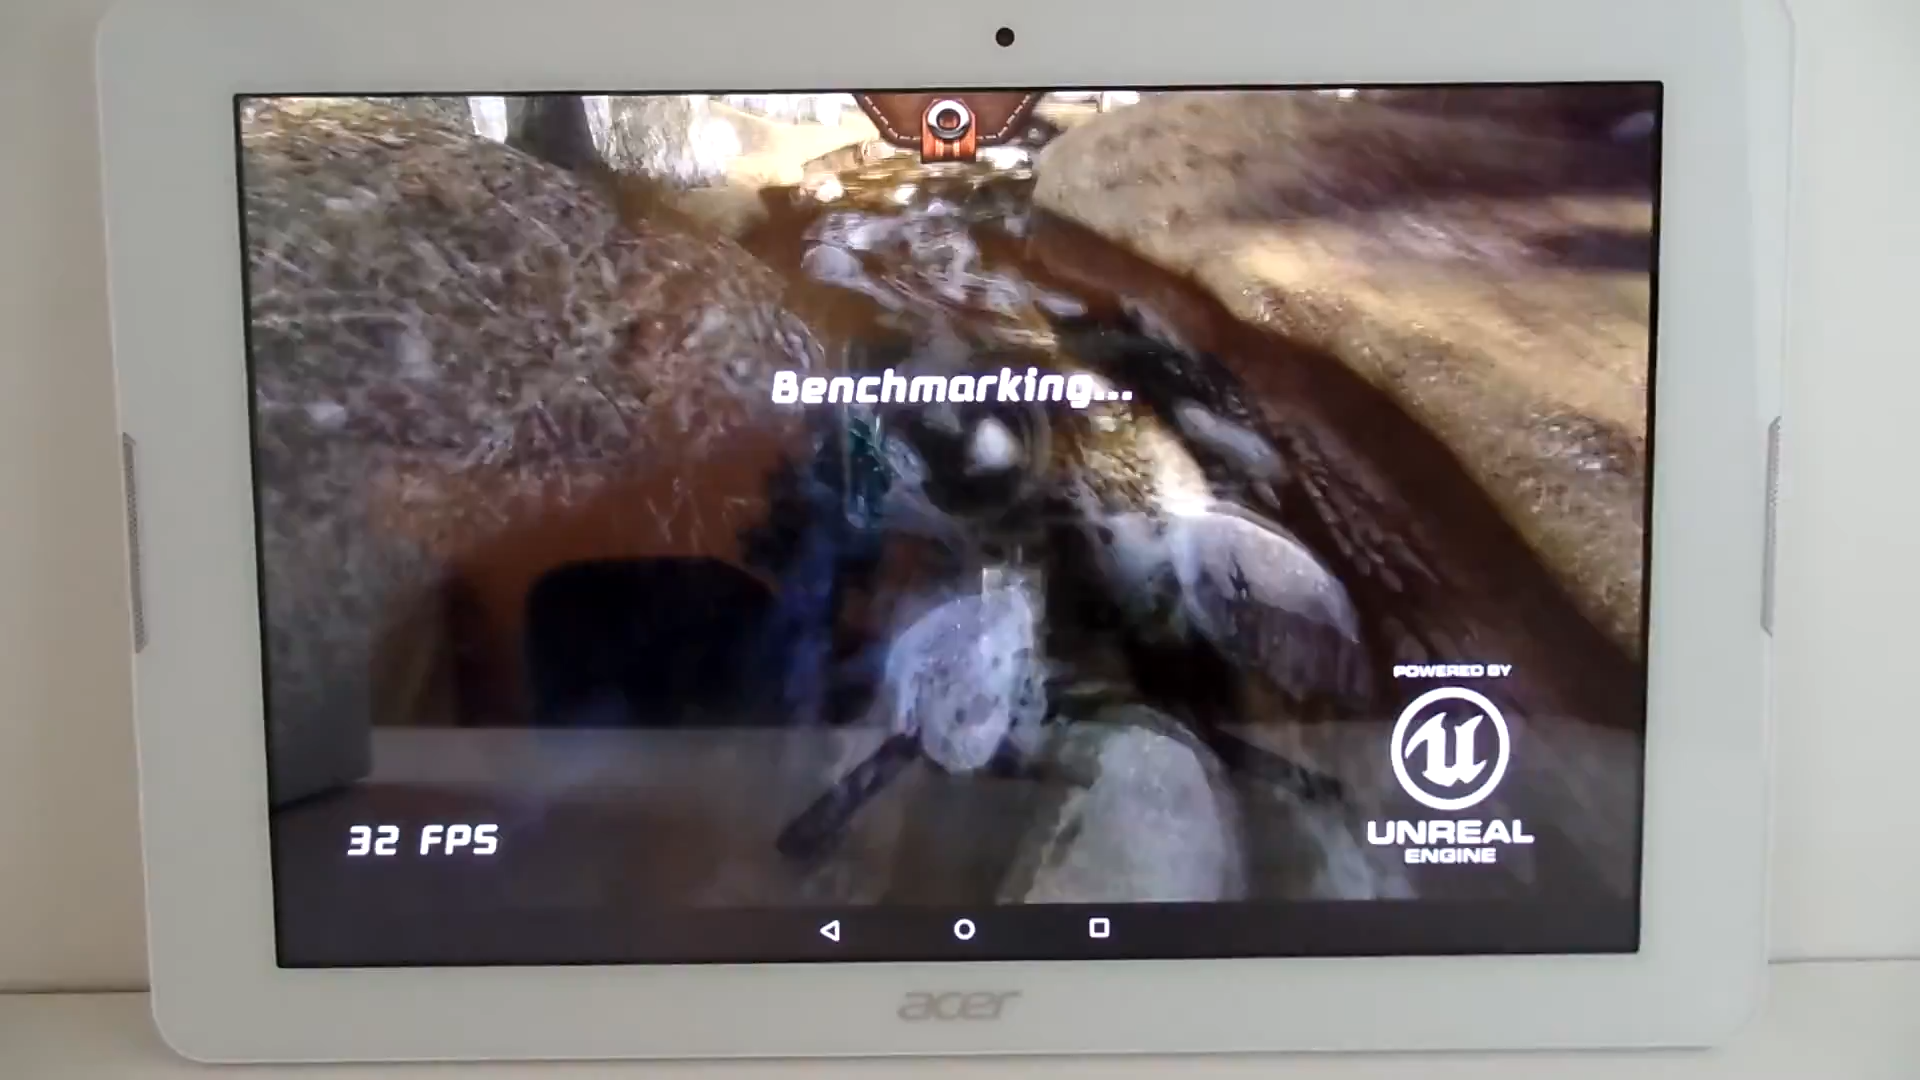 Benchmarking...
POWERED BY
UNREAL
ENGINE
32 FPS
acer